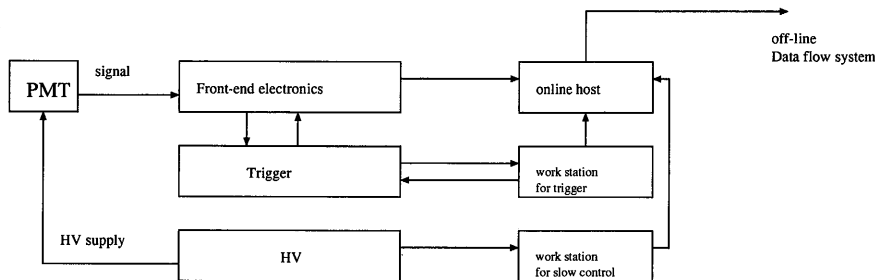 off-line
Data flow system
signal
PMT
Front-end electronics
online host
Trigger
work station
for trigger
HV supply
HV
work station
for slow control